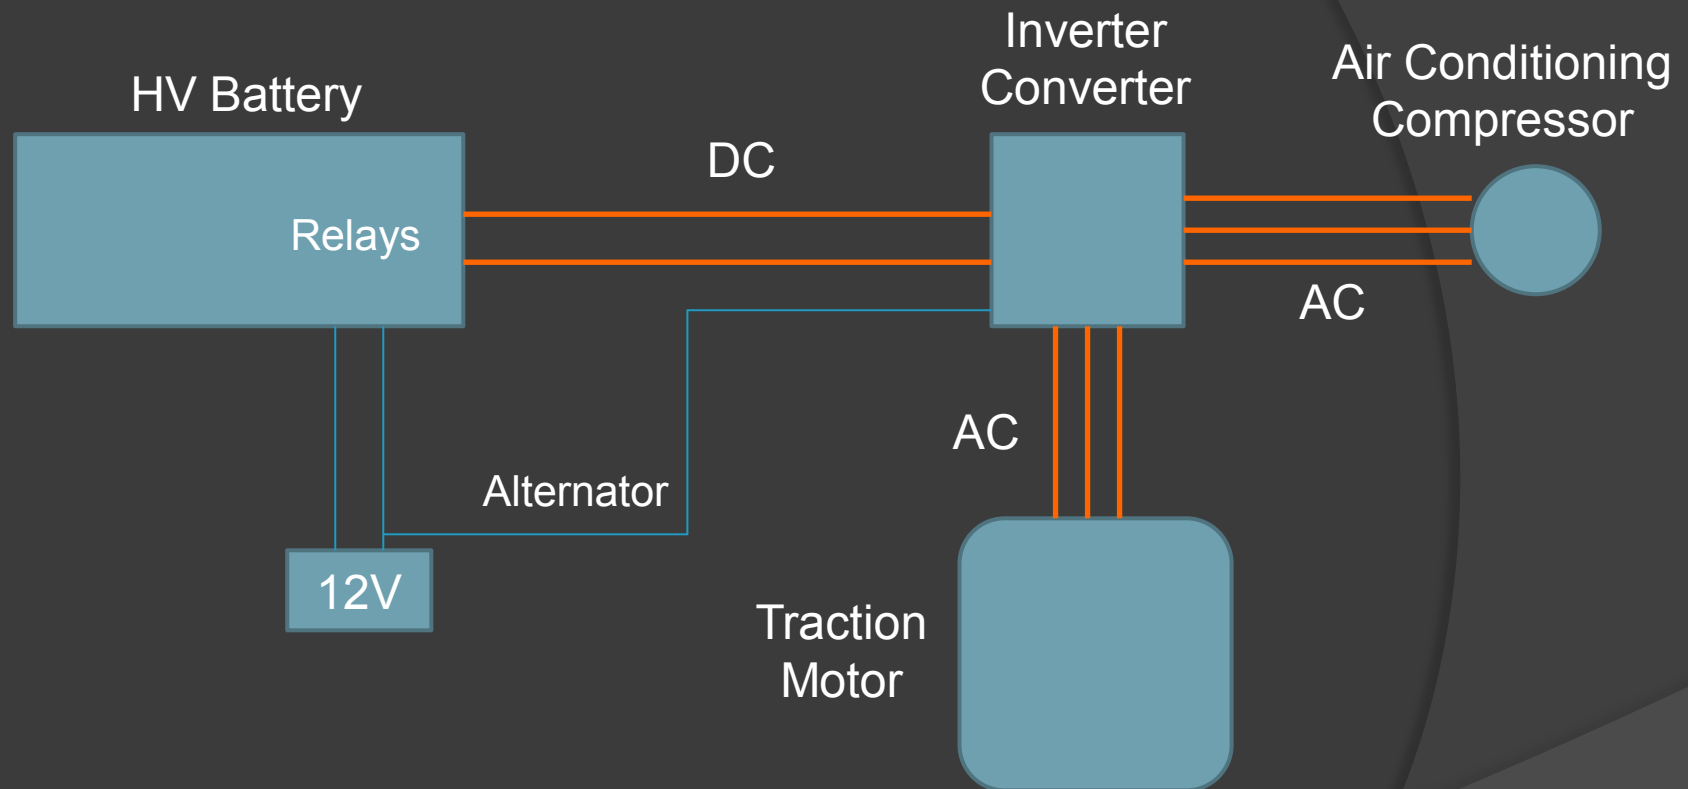 Inverter
Converter
Air Conditioning
Compressor
HV Battery
DC
Relays
AC
AC
Alternator
12V
Traction
Motor